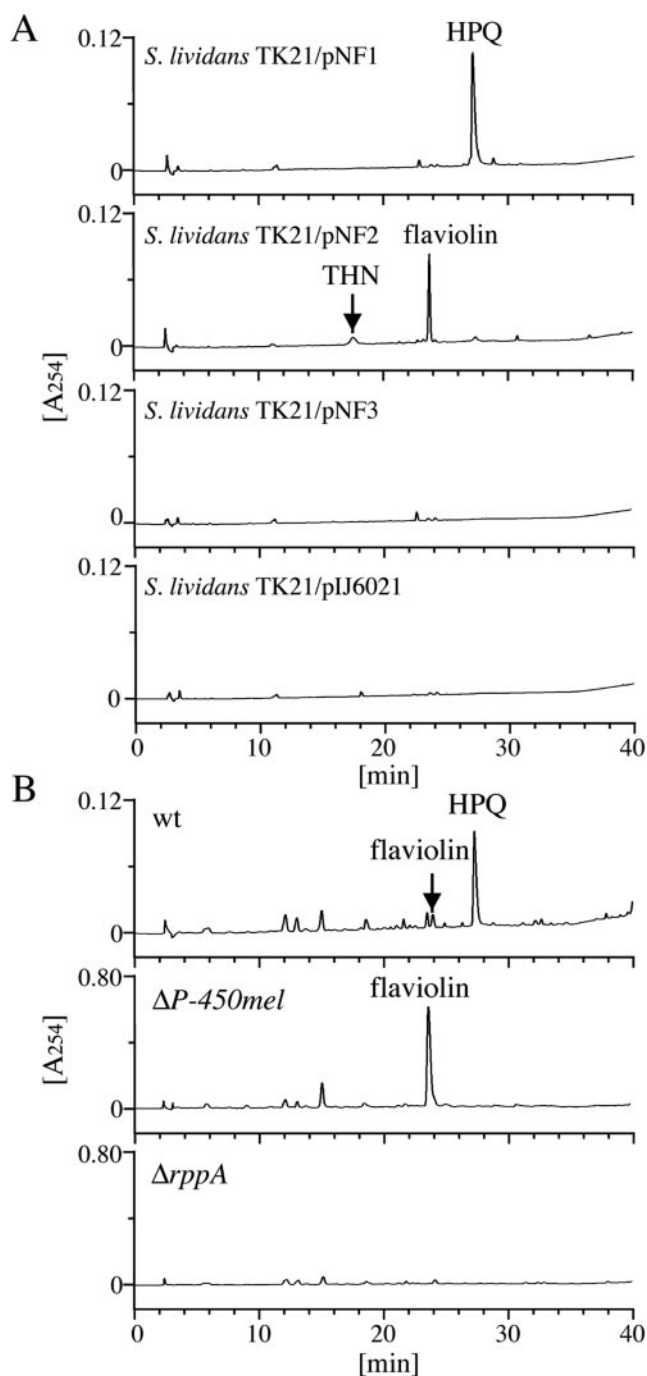 A
0.12
HPQ
S. lividans TK21/pNF1
0
0.12
S. lividans TK21/pNF2
flaviolin
THN
0
[A254]
0.12
S. lividans TK21/pNF3
0
0.12
S. lividans TK21/pIJ6021
0
0 10 20 30 40
[min]
B
0.12
HPQ
wt
flaviolin
0
0.80
flaviolin
ΔP-450mel
[A254]
0
0.80
ΔrppA
0
0 10 20 30 40
[min]